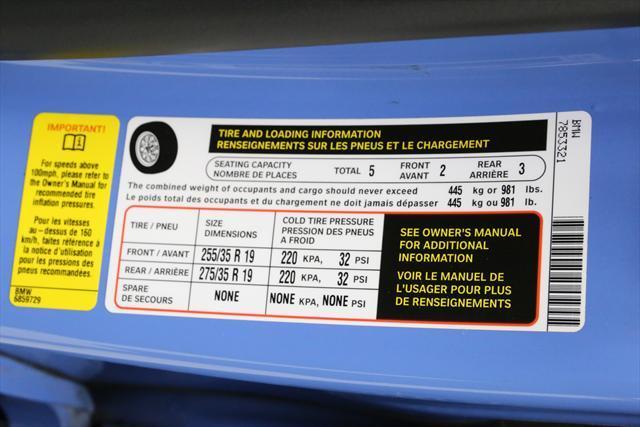 IMPORTANT!
For speeds above
100mph, please refer to
the Owner's Manual for
recommended tire
inflation pressures.
Pour les vitesses
au - dessus de 160
km/h, faites référence à
la notice d'utilisation
pour les pressions des
pneus recommandées.
BMW
6859729
TIRE AND LOADING INFORMATION
RENSEIGNEMENTS SUR LES PNEUS ET LE CHARGEMENT
SEATING CAPACITY
NOMBRE DE PLACES
TOTAL 5
FRONT
AVANT 2
REAR
ARRIÈRE 3
The combined weight of occupants and cargo should never exceed 445 kg or 981 lbs.
Le poids total des occupants et du chargement ne doit jamais dépasser 445 kg ou 981 lb.
TIRE / PNEU
SIZE
DIMENSIONS
COLD TIRE PRESSURE
PRESSION DES PNEUS
A FROID
FRONT / AVANT 255/35 R 19 220 KPA, 32 PSI
REAR / ARRIÈRE 275/35 R 19 220 KPA, 32 PSI
SPARE
DE SECOURS NONE NONE KPA, NONE PSI
SEE OWNER'S MANUAL
FOR ADDITIONAL
INFORMATION
VOIR LE MANUEL DE
L'USAGER POUR PLUS
DE RENSEIGNEMENTS
BMW
7853321